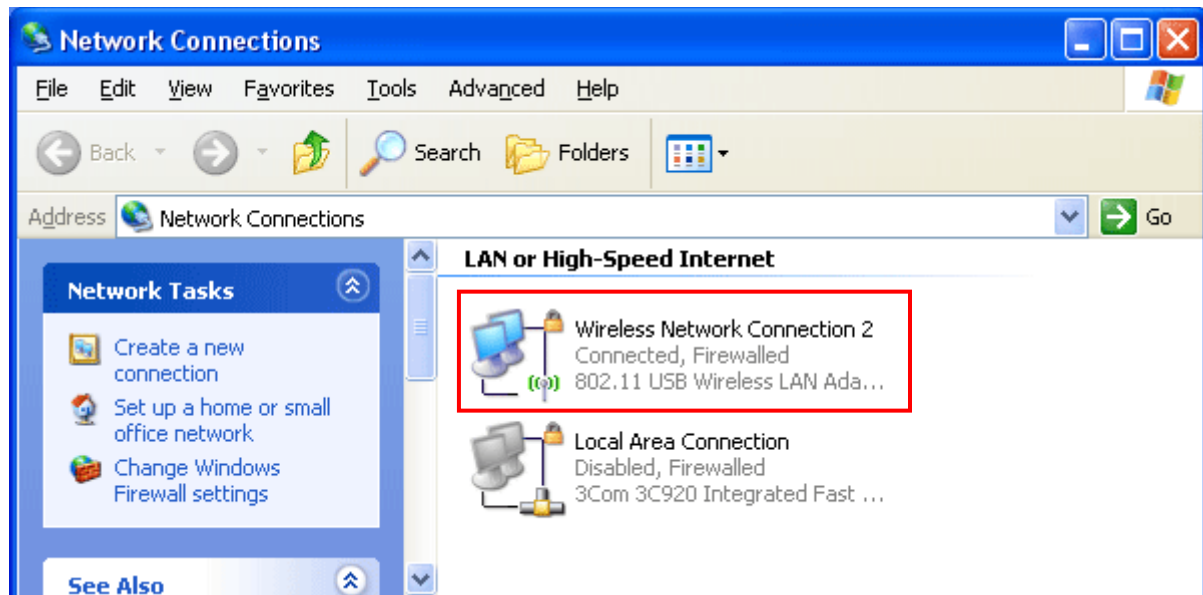 Network Connections
File Edit View Favorites Tools Advanced Help
Back Search Folders
Address Network Connections Go
Network Tasks
Create a new
connection
Set up a home or small
office network
Change Windows
Firewall settings
See Also
LAN or High-Speed Internet
Wireless Network Connection 2
Connected, Firewalled
802.11 USB Wireless LAN Ada...
Local Area Connection
Disabled, Firewalled
3Com 3C920 Integrated Fast ...